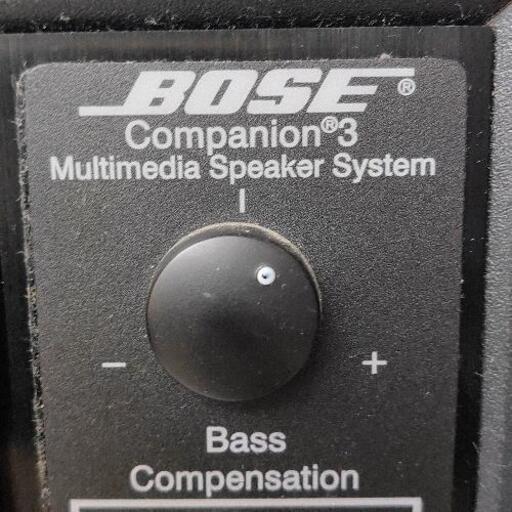 BOSE®
Companion®3
Multimedia Speaker System
- +
Bass
Compensation